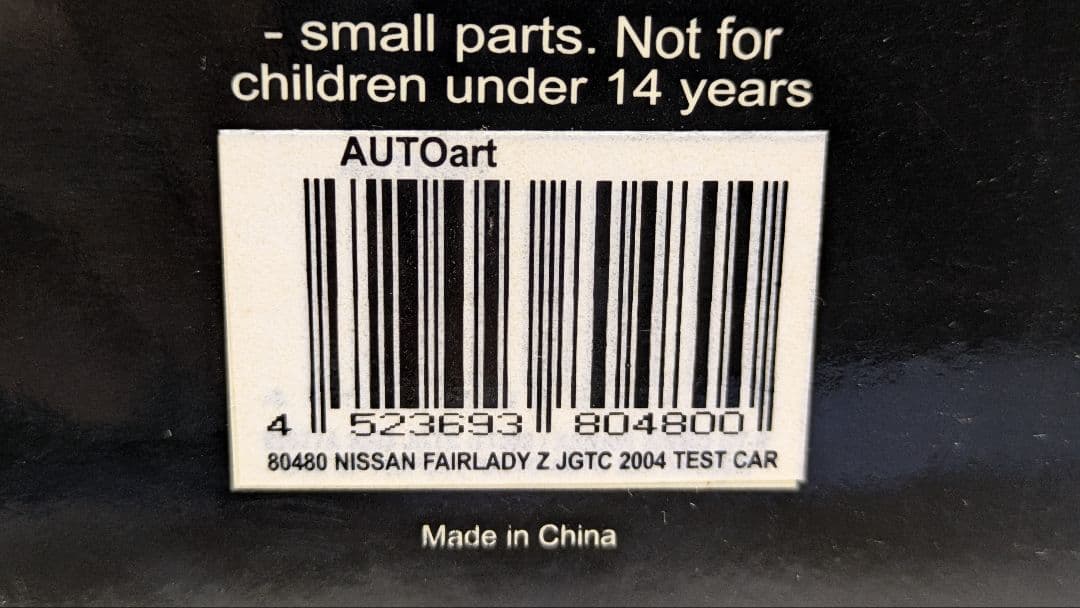 - small parts. Not for
children under 14 years
AUTOart
4 523693 804800
80480 NISSAN FAIRLADY Z JGTC 2004 TEST CAR
Made in China